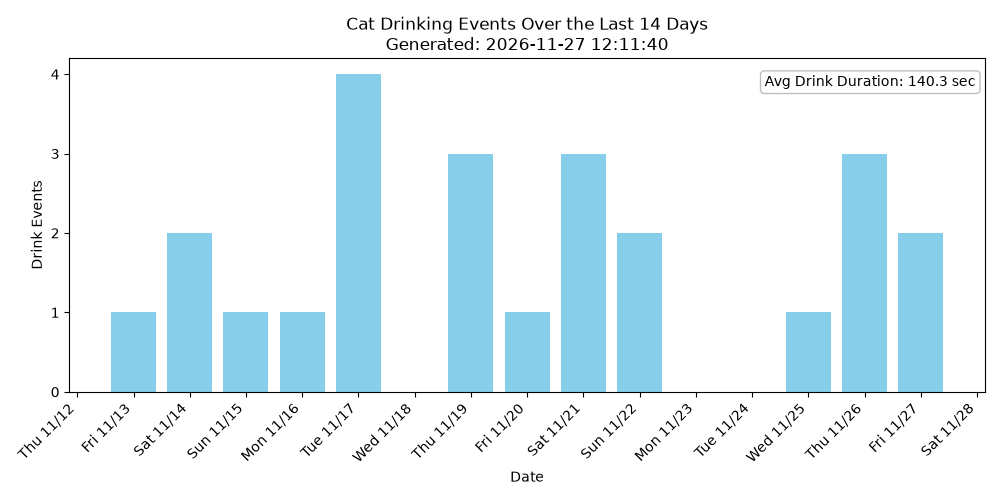 Cat Drinking Events Over the Last 14 Days
Generated: 2026-11-27 12:11:40
Avg Drink Duration: 140.3 sec
Drink Events
4
3
2
1
0
Thu 11/12
Fri 11/13
Sat 11/14
Sun 11/15
Mon 11/16
Tue 11/17
Wed 11/18
Thu 11/19
Fri 11/20
Sat 11/21
Sun 11/22
Mon 11/23
Tue 11/24
Wed 11/25
Thu 11/26
Fri 11/27
Sat 11/28
Date